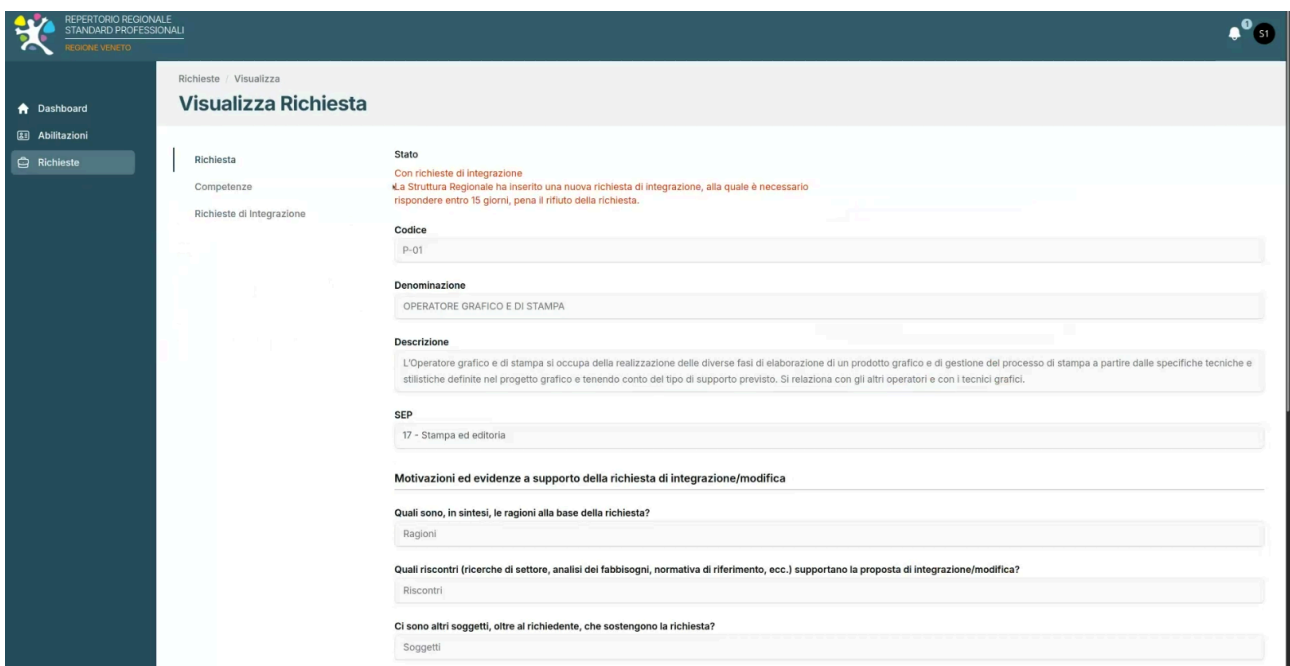 REPERTORIO REGIONALE
STANDARD PROFESSIONALI
REGIONE VENETO
1
S1
Dashboard
Abilitazioni
Richieste
Richieste / Visualizza
Visualizza Richiesta
Richiesta
Competenze
Richieste di integrazione
Stato
Con richieste di integrazione
La Struttura Regionale ha inserito una nuova richiesta di integrazione, alla quale è necessario
rispondere entro 15 giorni, pena il rifiuto della richiesta.
Codice
P-01
Denominazione
OPERATORE GRAFICO E DI STAMPA
Descrizione
L'Operatore grafico e di stampa si occupa della realizzazione delle diverse fasi di elaborazione di un prodotto grafico e di gestione del processo di stampa a partire dalle specifiche tecniche e
stilistiche definite nel progetto grafico e tenendo conto del tipo di supporto previsto. Si relaziona con gli altri operatori e con i tecnici grafici.
SEP
17 - Stampa ed editoria
Motivazioni ed evidenze a supporto della richiesta di integrazione/modifica
Quali sono, in sintesi, le ragioni alla base della richiesta?
Ragioni
Quali riscontri (ricerche di settore, analisi dei fabbisogni, normativa di riferimento, ecc.) supportano la proposta di integrazione/modifica?
Riscontri
Ci sono altri soggetti, oltre al richiedente, che sostengono la richiesta?
Soggetti